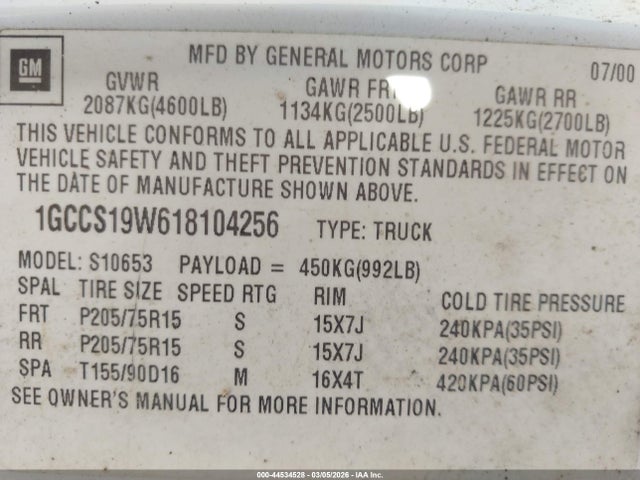 GM
MFD BY GENERAL MOTORS CORP 07/00
GVWR GAWR GAWR RR
2087KG(4600LB) 1134KG(2500LB) 1225KG(2700LB)
THIS VEHICLE CONFORMS TO ALL APPLICABLE U.S. FEDERAL MOTOR
VEHICLE SAFETY AND THEFT PREVENTION STANDARDS IN EFFECT ON
THE DATE OF MANUFACTURE SHOWN ABOVE.
1GCCS19W618104256 TYPE: TRUCK
MODEL: S10653 PAYLOAD = 450KG(992LB)
SPAL TIRE SIZE SPEED RTG RIM COLD TIRE PRESSURE
FRT P205/75R15 S 15X7J 240KPA(35PSI)
RR P205/75R15 S 15X7J 240KPA(35PSI)
SPA T155/90D16 M 16X4T 420KPA(60PSI)
SEE OWNER'S MANUAL FOR MORE INFORMATION.
000-44534528 - 03/05/2026 - IAA Inc.